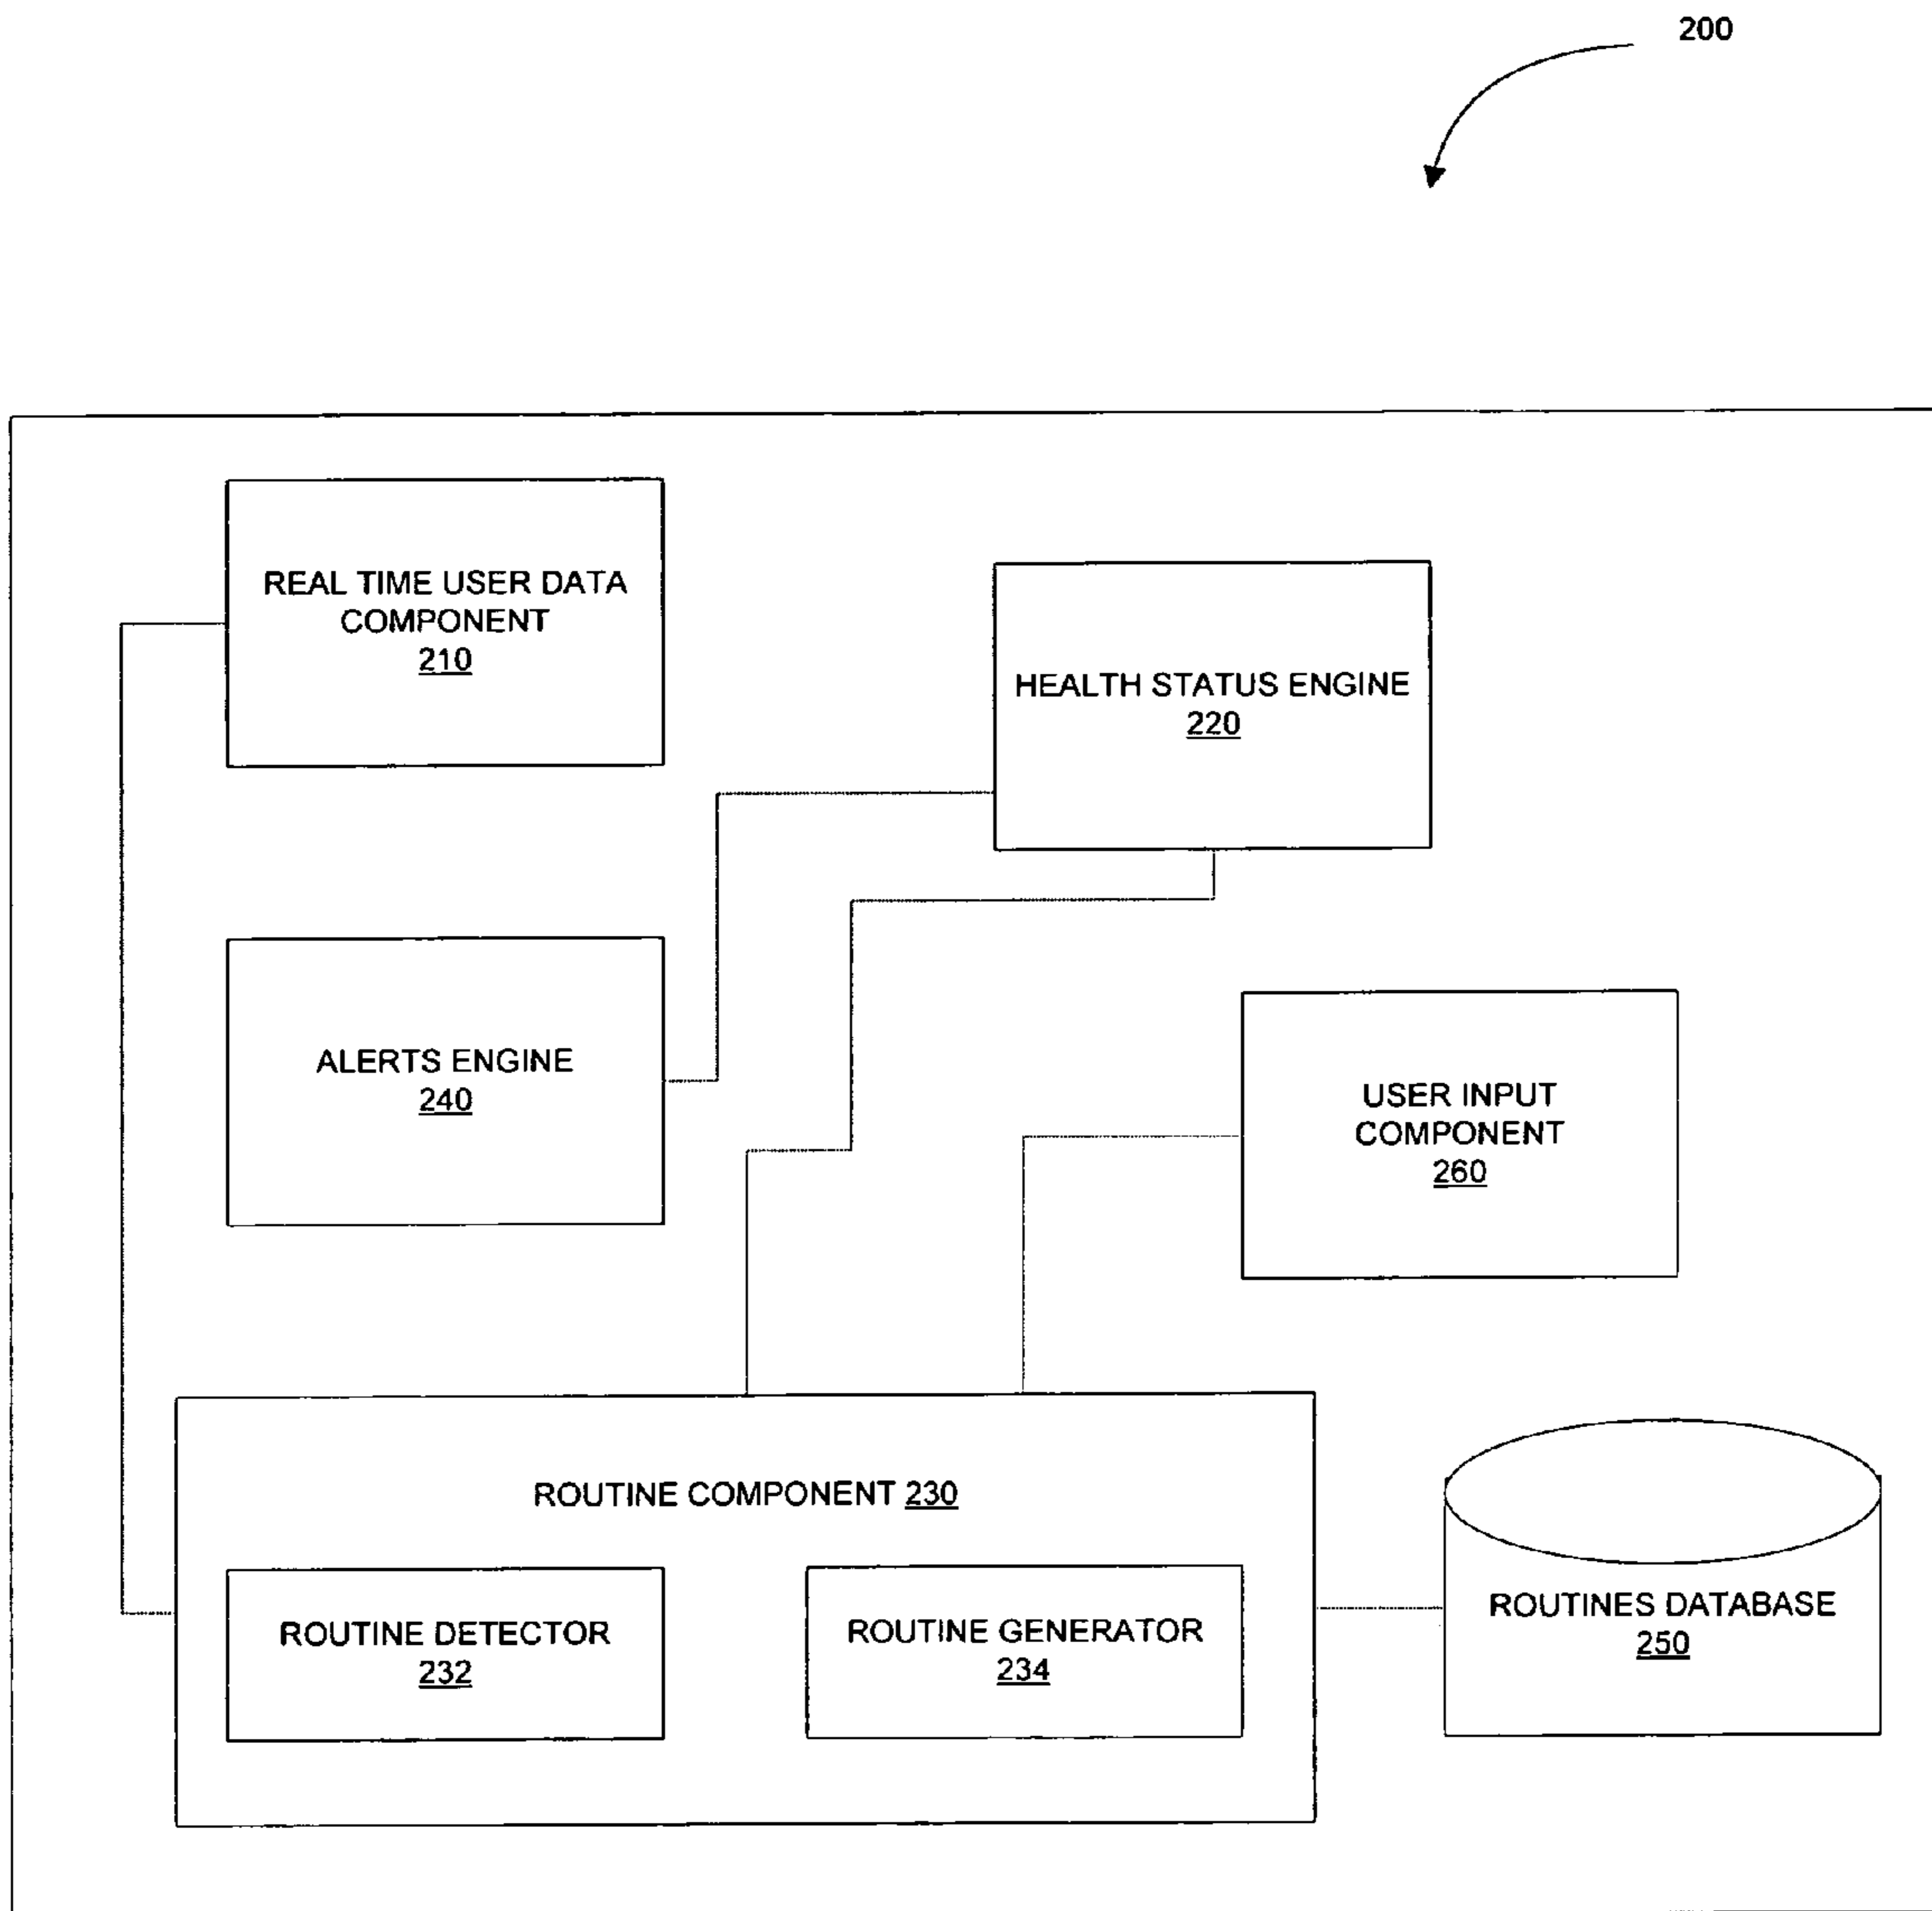 200
REAL TIME USER DATA
COMPONENT
210
HEALTH STATUS ENGINE
220
ALERTS ENGINE
240
USER INPUT
COMPONENT
260
ROUTINE COMPONENT 230
ROUTINE DETECTOR
232
ROUTINE GENERATOR
234
ROUTINES DATABASE
250